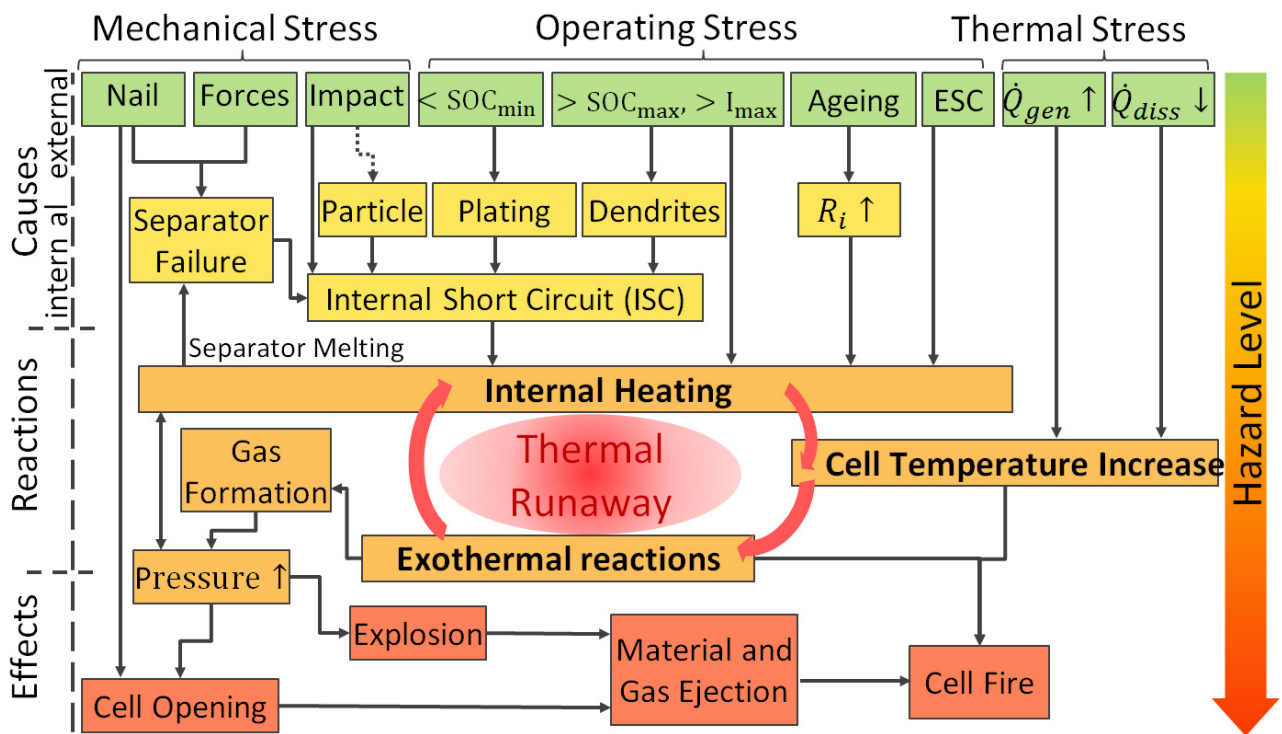 Mechanical Stress
Operating Stress
Thermal Stress
Nail
Forces
Impact
< SOC_min
> SOC_max, > I_max
Ageing
ESC
Q̇_gen ↑
Q̇_diss ↓
Causes
external
intern al
Separator
Failure
Particle
Plating
Dendrites
R_i ↑
Internal Short Circuit (ISC)
Separator Melting
Reactions
Internal Heating
Thermal
Runaway
Gas
Formation
Cell Temperature Increase
Exothermal reactions
Pressure ↑
Effects
Explosion
Material and
Gas Ejection
Cell Fire
Cell Opening
Hazard Level